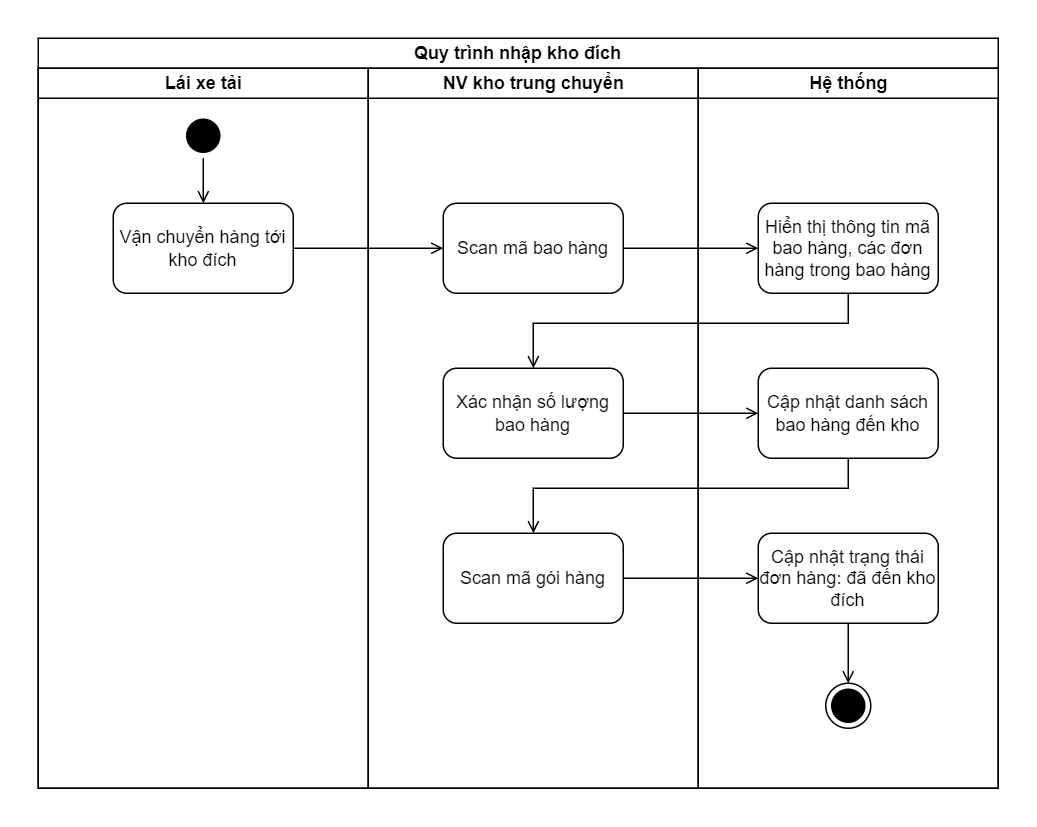 Quy trình nhập kho đích
Lái xe tải
NV kho trung chuyển
Hệ thống
Vận chuyển hàng tới
kho đích
Scan mã bao hàng
Hiển thị thông tin mã
bao hàng, các đơn
hàng trong bao hàng
Xác nhận số lượng
bao hàng
Cập nhật danh sách
bao hàng đến kho
Scan mã gói hàng
Cập nhật trạng thái
đơn hàng: đã đến kho
đích